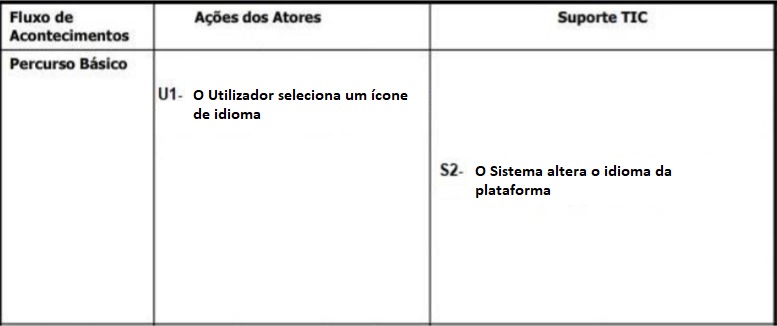 Fluxo de
Acontecimentos
Ações dos Atores
Suporte TIC
Percurso Básico
U1- O Utilizador seleciona um ícone
de idioma
S2- O Sistema altera o idioma da
plataforma